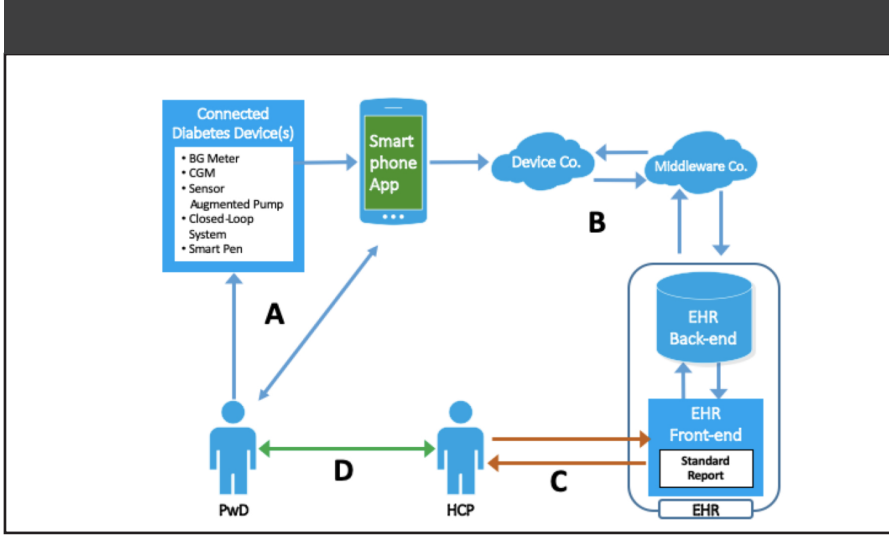 Connected
Diabetes Device(s)
• BG Meter
• CGM
• Sensor
Augmented Pump
• Closed-Loop
System
• Smart Pen
Smart
phone
App
Device Co.
Middleware Co.
B
A
EHR
Back-end
EHR
Front-end
Standard
Report
EHR
D
C
PwD
HCP